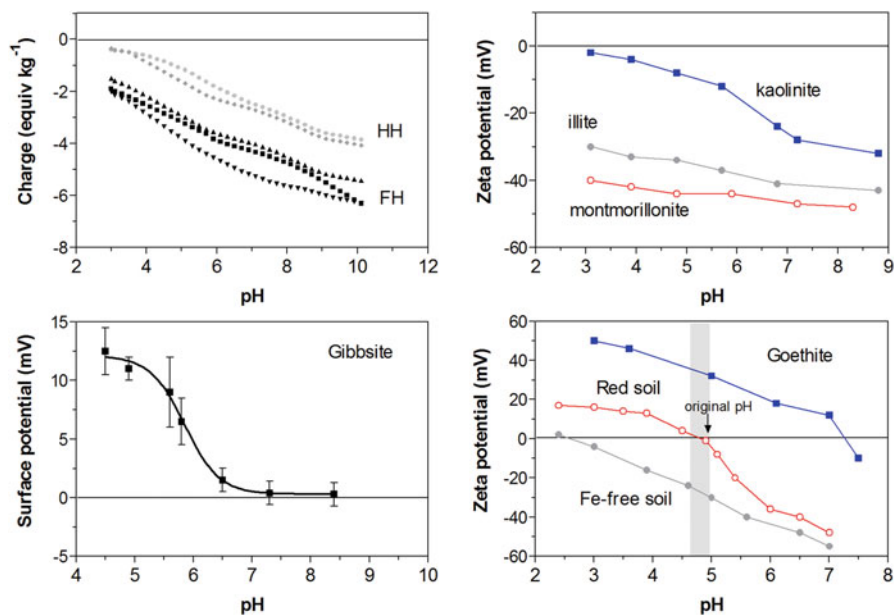 Charge (equiv kg-1)
0
-2
-4
-6
-8
HH
FH
2
4
6
8
10
12
pH
Zeta potential (mV)
20
0
-20
-40
-60
kaolinite
illite
montmorillonite
2
3
4
5
6
7
8
9
pH
Surface potential (mV)
15
10
5
0
-5
Gibbsite
4
5
6
7
8
9
10
pH
Zeta potential (mV)
60
40
20
0
-20
-40
-60
Goethite
Red soil
original pH
Fe-free soil
2
3
4
5
6
7
8
pH